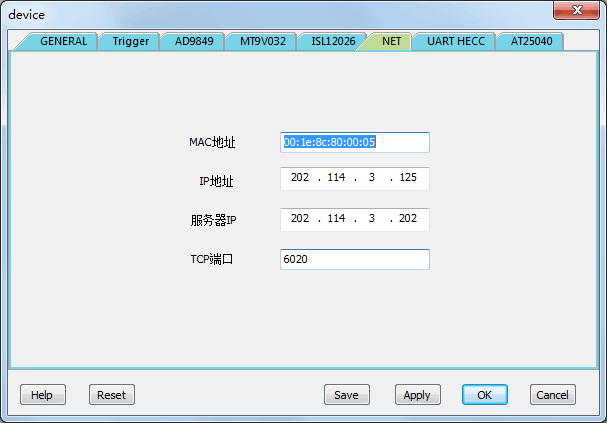 device
GENERAL Trigger AD9849 MT9V032 ISL12026 NET UART HECC AT25040
MAC地址 00:1e:8c:80:00:05
IP地址 202 . 114 . 3 . 125
服务器IP 202 . 114 . 3 . 202
TCP端口 6020
Help Reset Save Apply OK Cancel